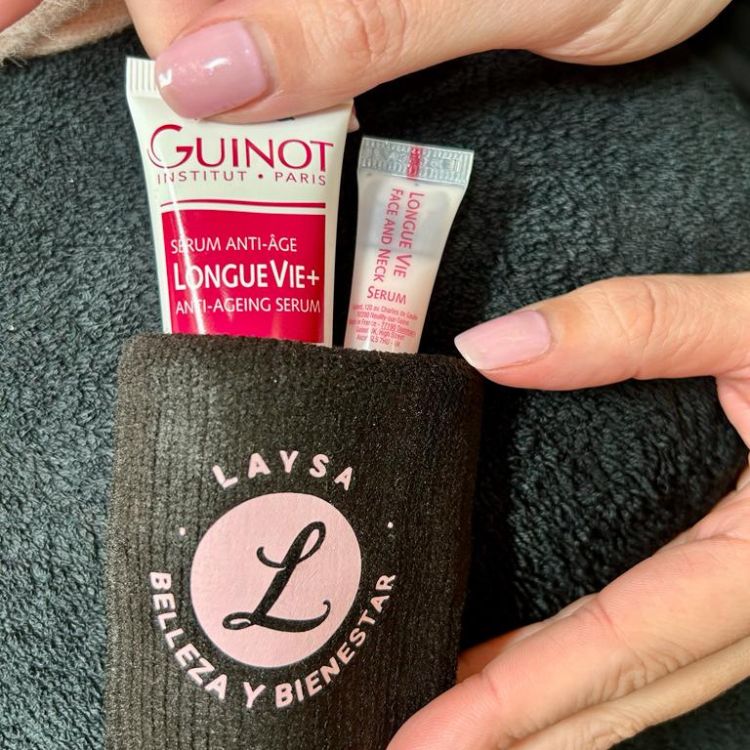 GUINOT
INSTITUT • PARIS
SÉRUM ANTI-ÂGE
LONGUE VIE+
ANTI-AGEING SERUM
LONGUE VIE
FACE AND NECK
SERUM
LAYSA
L
BELLEZA Y BIENESTAR